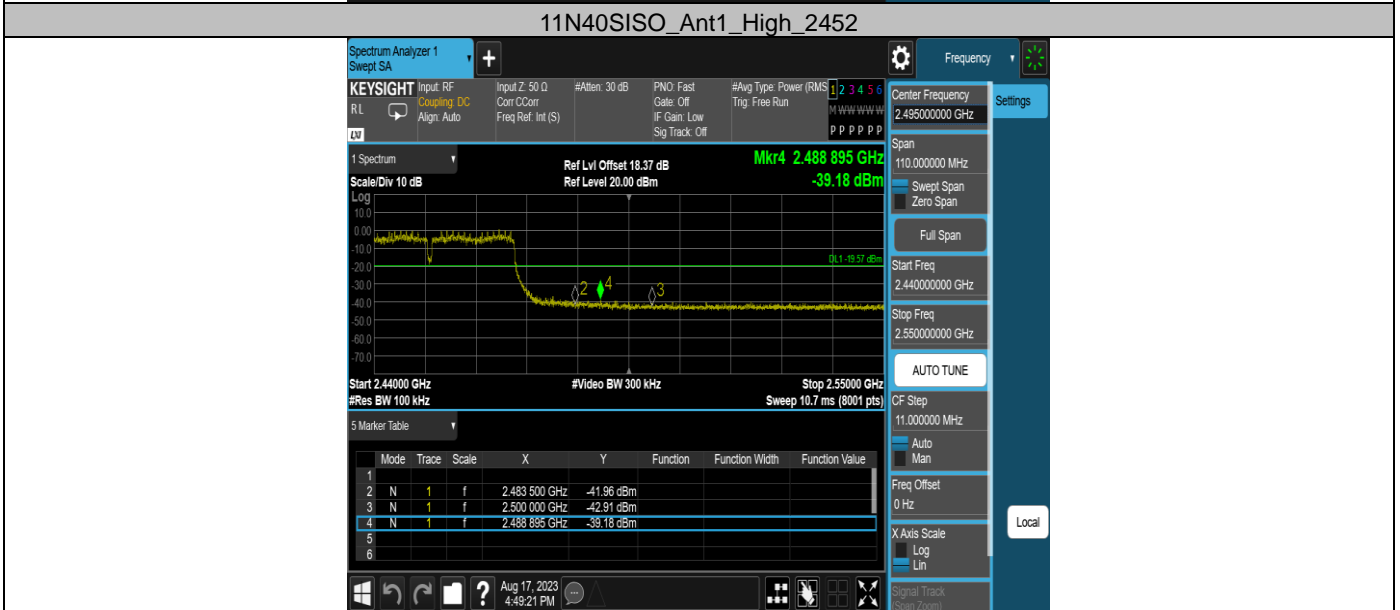 11N40SISO_Ant1_High_2452
Spectrum Analyzer 1
Swept SA
+
Frequency
KEYSIGHT
RL
LXI
Input: RF
Coupling: DC
Align: Auto
Input Z: 50 Ω
Corr CCorr
Freq Ref: Int (S)
#Atten: 30 dB
PNO: Fast
Gate: Off
IF Gain: Low
Sig Track: Off
#Avg Type: Power (RMS
Trig: Free Run
1 2 3 4 5 6
M W W W W W
P P P P P P
1 Spectrum
Scale/Div 10 dB
Ref Lvl Offset 18.37 dB
Ref Level 20.00 dBm
Mkr4 2.488 895 GHz
-39.18 dBm
Log
10.0
0.00
-10.0
-20.0
-30.0
-40.0
-50.0
-60.0
-70.0
DL1 -19.57 dBm
2
4
3
Start 2.44000 GHz
#Video BW 300 kHz
Stop 2.55000 GHz
#Res BW 100 kHz
Sweep 10.7 ms (8001 pts)
5 Marker Table
Mode Trace Scale X Y Function Function Width Function Value
1
2 N 1 f 2.483 500 GHz -41.96 dBm
3 N 1 f 2.500 000 GHz -42.91 dBm
4 N 1 f 2.488 895 GHz -39.18 dBm
5
6
?
Aug 17, 2023
4:49:21 PM
Center Frequency
2.495000000 GHz
Settings
Span
110.000000 MHz
Swept Span
Zero Span
Full Span
Start Freq
2.440000000 GHz
Stop Freq
2.550000000 GHz
AUTO TUNE
CF Step
11.000000 MHz
Auto
Man
Freq Offset
0 Hz
X Axis Scale
Log
Lin
Local
Signal Track
(Span Zoom)